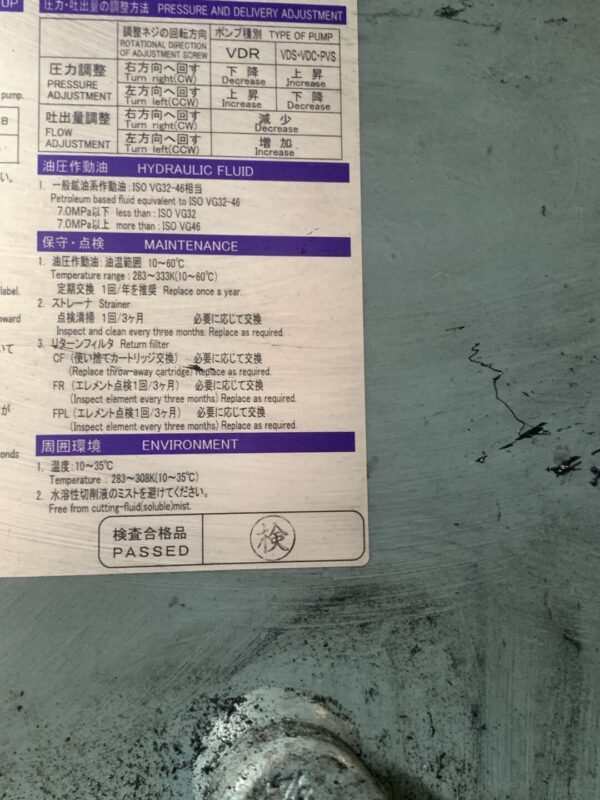 UP
pump.
B
い。
label.
oward
いて
が
onds
圧力・吐出量の調整方法 PRESSURE AND DELIVERY ADJUSTMENT
調整ネジの回転方向 ポンプ種別 TYPE OF PUMP
ROTATIONAL DIRECTION OF ADJUSTMENT SCREW VDR VDS・VDC・PVS
圧力調整 右方向へ回す 下降 上昇
PRESSURE ADJUSTMENT Turn right(CW) Decrease Increase
左方向へ回す 上昇 下降
Turn left(CCW) Increase Decrease
吐出量調整 右方向へ回す 減少
FLOW ADJUSTMENT Turn right(CW) Decrease
左方向へ回す 増加
Turn left(CCW) Increase
油圧作動油 HYDRAULIC FLUID
1. 一般鉱油系作動油:ISO VG32-46相当
Petroleum based fluid equivalent to ISO VG32-46
7.0MPa以下 less than : ISO VG32
7.0MPa以上 more than : ISO VG46
保守・点検 MAINTENANCE
1. 油圧作動油:油温範囲 10〜60℃
Temperature range : 283〜333K(10〜60℃)
定期交換 1回/年を推奨 Replace once a year.
2. ストレーナ Strainer
点検清掃 1回/3ヶ月 必要に応じて交換
Inspect and clean every three months. Replace as required.
3. リターンフィルタ Return fillter
CF (使い捨てカートリッジ交換) 必要に応じて交換
(Replace throw-away cartridge) Replace as required.
FR (エレメント点検1回/3ヶ月) 必要に応じて交換
(Inspect element every three months) Replace as required.
FPL (エレメント点検1回/3ヶ月) 必要に応じて交換
(Inspect element every three months) Replace as required.
周囲環境 ENVIRONMENT
1. 温度:10〜35℃
Temperature : 283〜308K(10〜35℃)
2. 水溶性切削液のミストを避けてください。
Free from cutting-fluid(soluble)mist.
検査合格品 検
PASSED